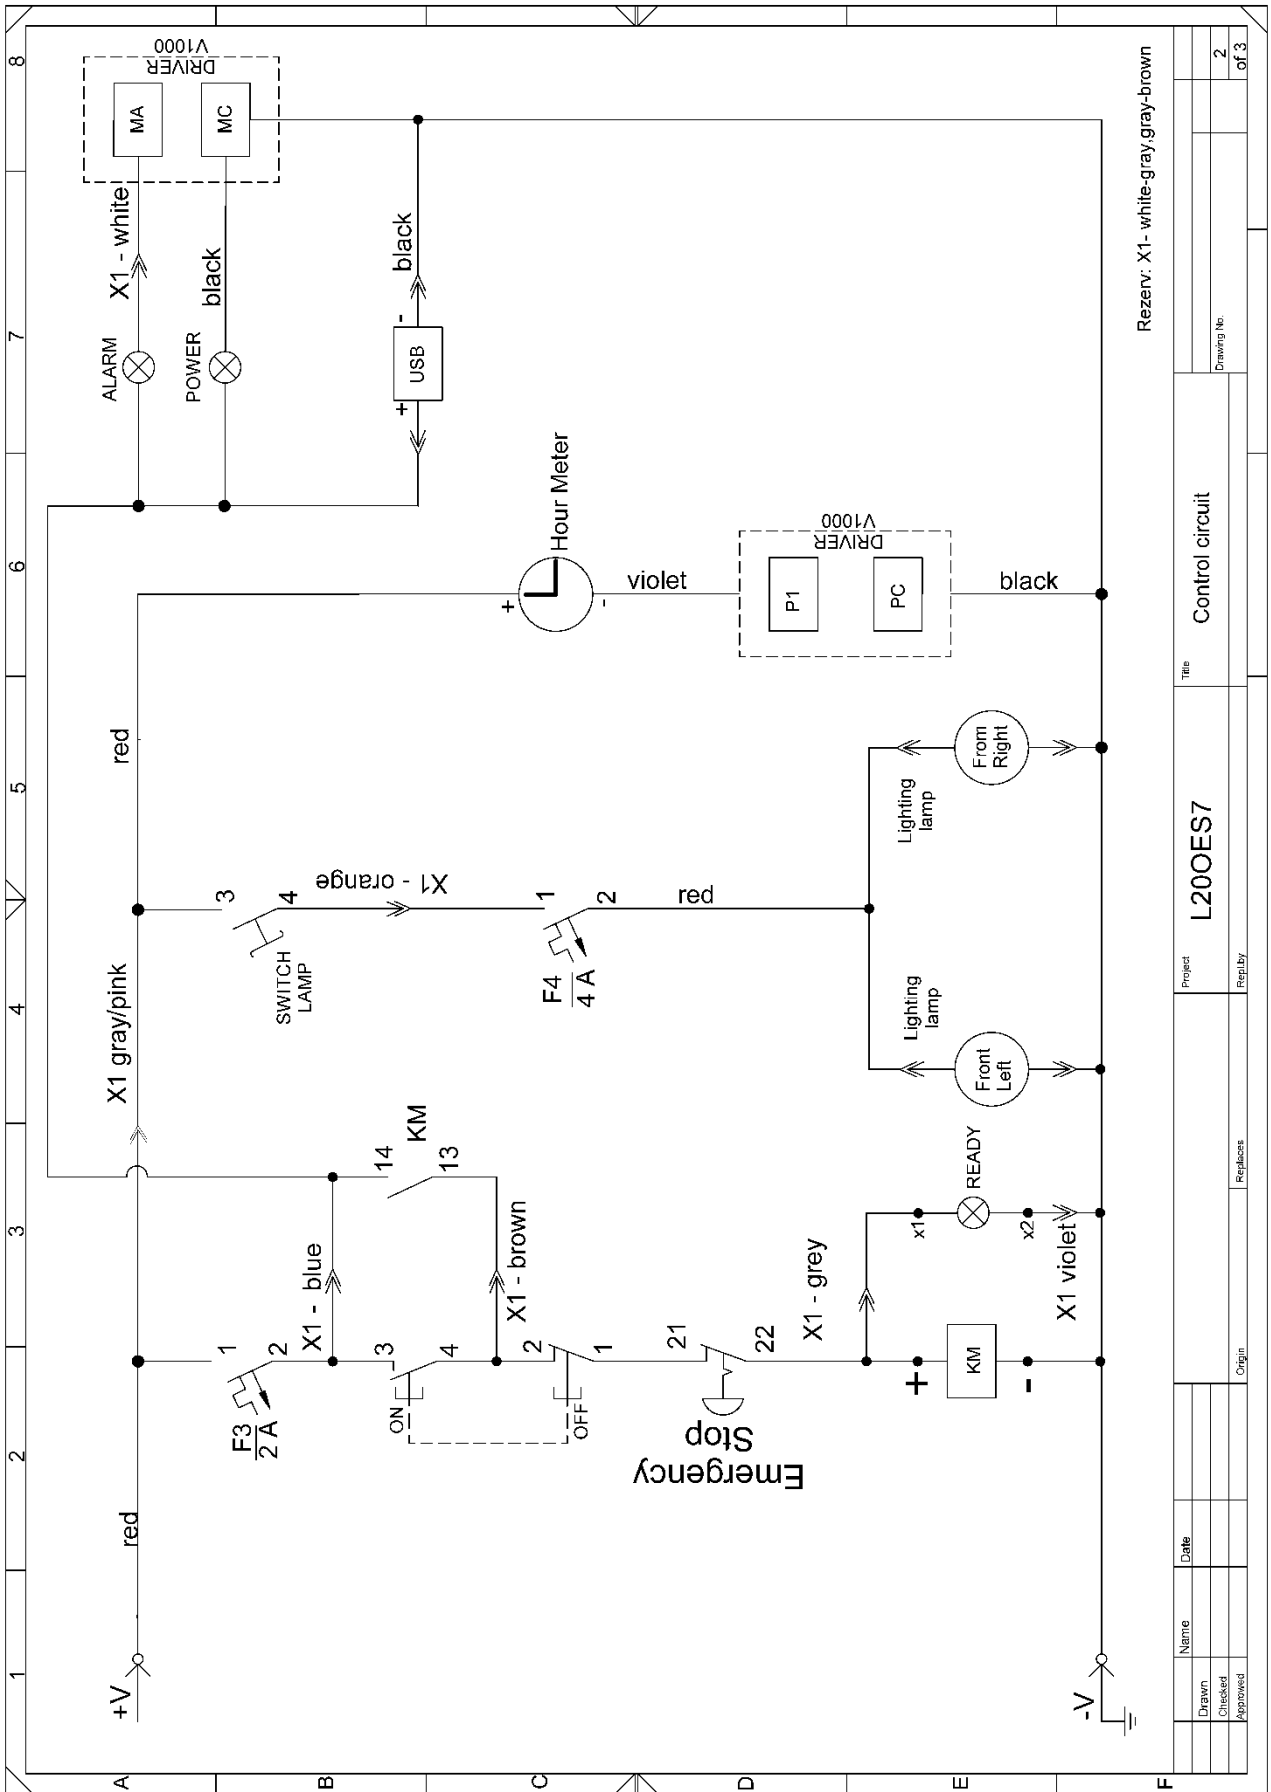 1
2
3
4
5
6
7
8
A
B
C
D
E
F
+V
red
X1 gray/pink
red
F3
2 A
1
2
X1 - blue
ON
3
4
X1 - brown
OFF
2
1
14
13
KM
Emergency
Stop
21
22
X1 - grey
+
KM
-
x1
READY
x2
X1 violet
-V
SWITCH
LAMP
3
4
X1 - orange
F4
4 A
1
2
red
Lighting
lamp
Front
Left
Lighting
lamp
From
Right
+
Hour Meter
-
violet
DRIVER
V1000
P1
PC
black
ALARM
X1 - white
POWER
black
DRIVER
V1000
MA
MC
+
USB
-
black
Rezerv: X1- white-gray,gray-brown
Name
Date
Drawn
Checked
Approved
Origin
Replaces
Project
L20OES7
Repl.by
Title
Control circuit
Drawing No.
2
of 3